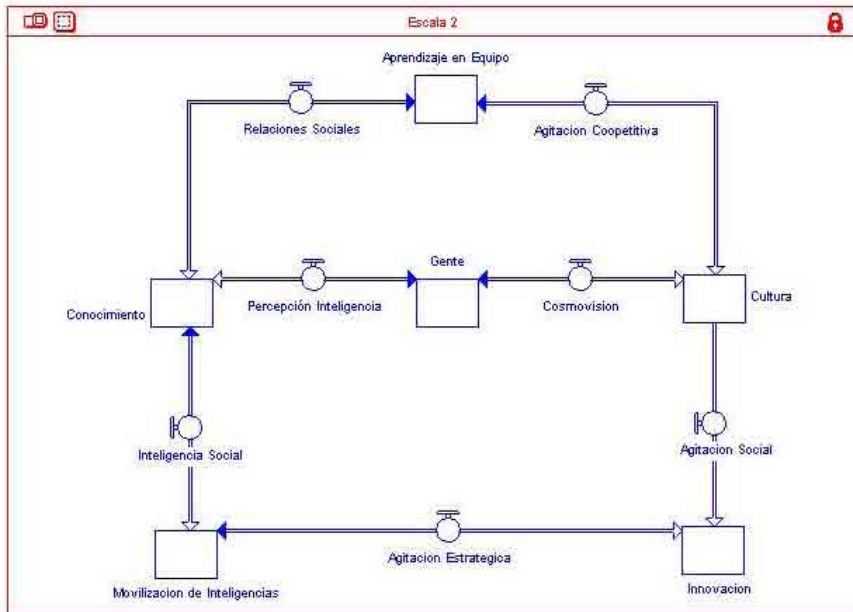 Escala 2
Aprendizaje en Equipo
Relaciones Sociales
Agitacion Coopetitiva
Gente
Conocimiento
Percepción Inteligencia
Cosmovision
Cultura
Inteligencia Social
Agitacion Social
Agitacion Estrategica
Movilizacion de Inteligencias
Innovacion